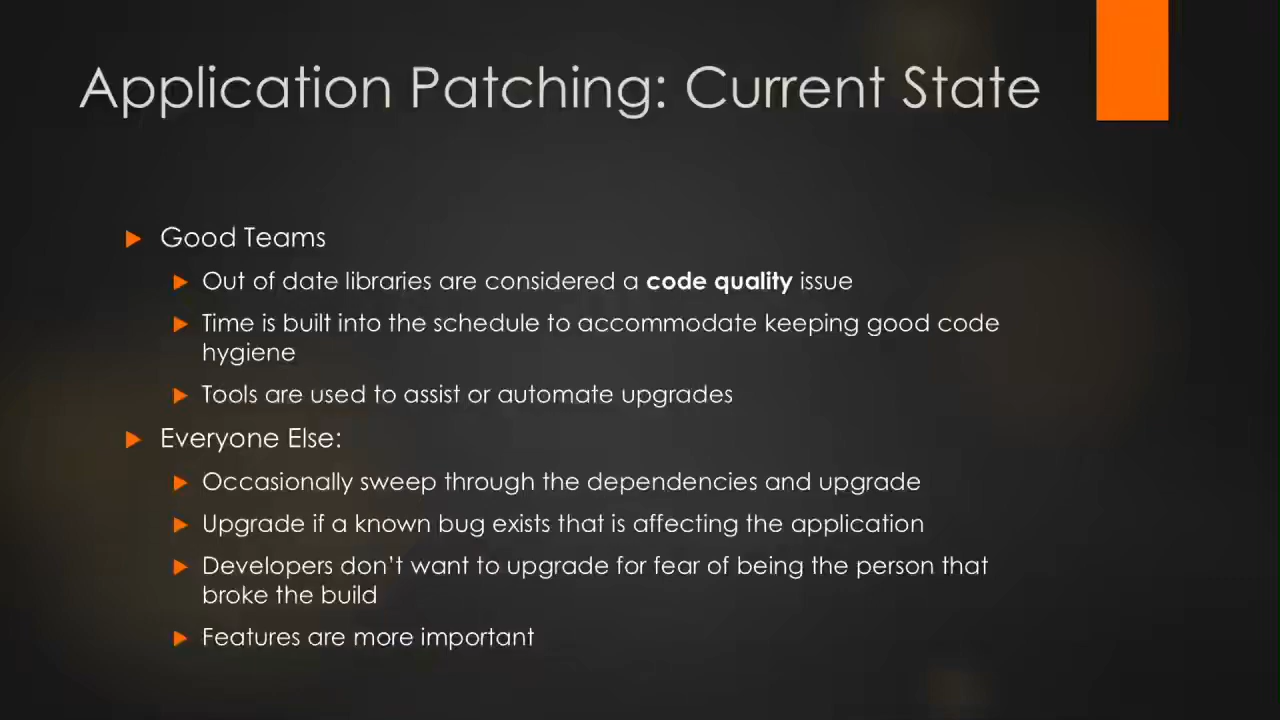 Application Patching: Current State
Good Teams
Out of date libraries are considered a code quality issue
Time is built into the schedule to accommodate keeping good code
hygiene
Tools are used to assist or automate upgrades
Everyone Else:
Occasionally sweep through the dependencies and upgrade
Upgrade if a known bug exists that is affecting the application
Developers don’t want to upgrade for fear of being the person that
broke the build
Features are more important